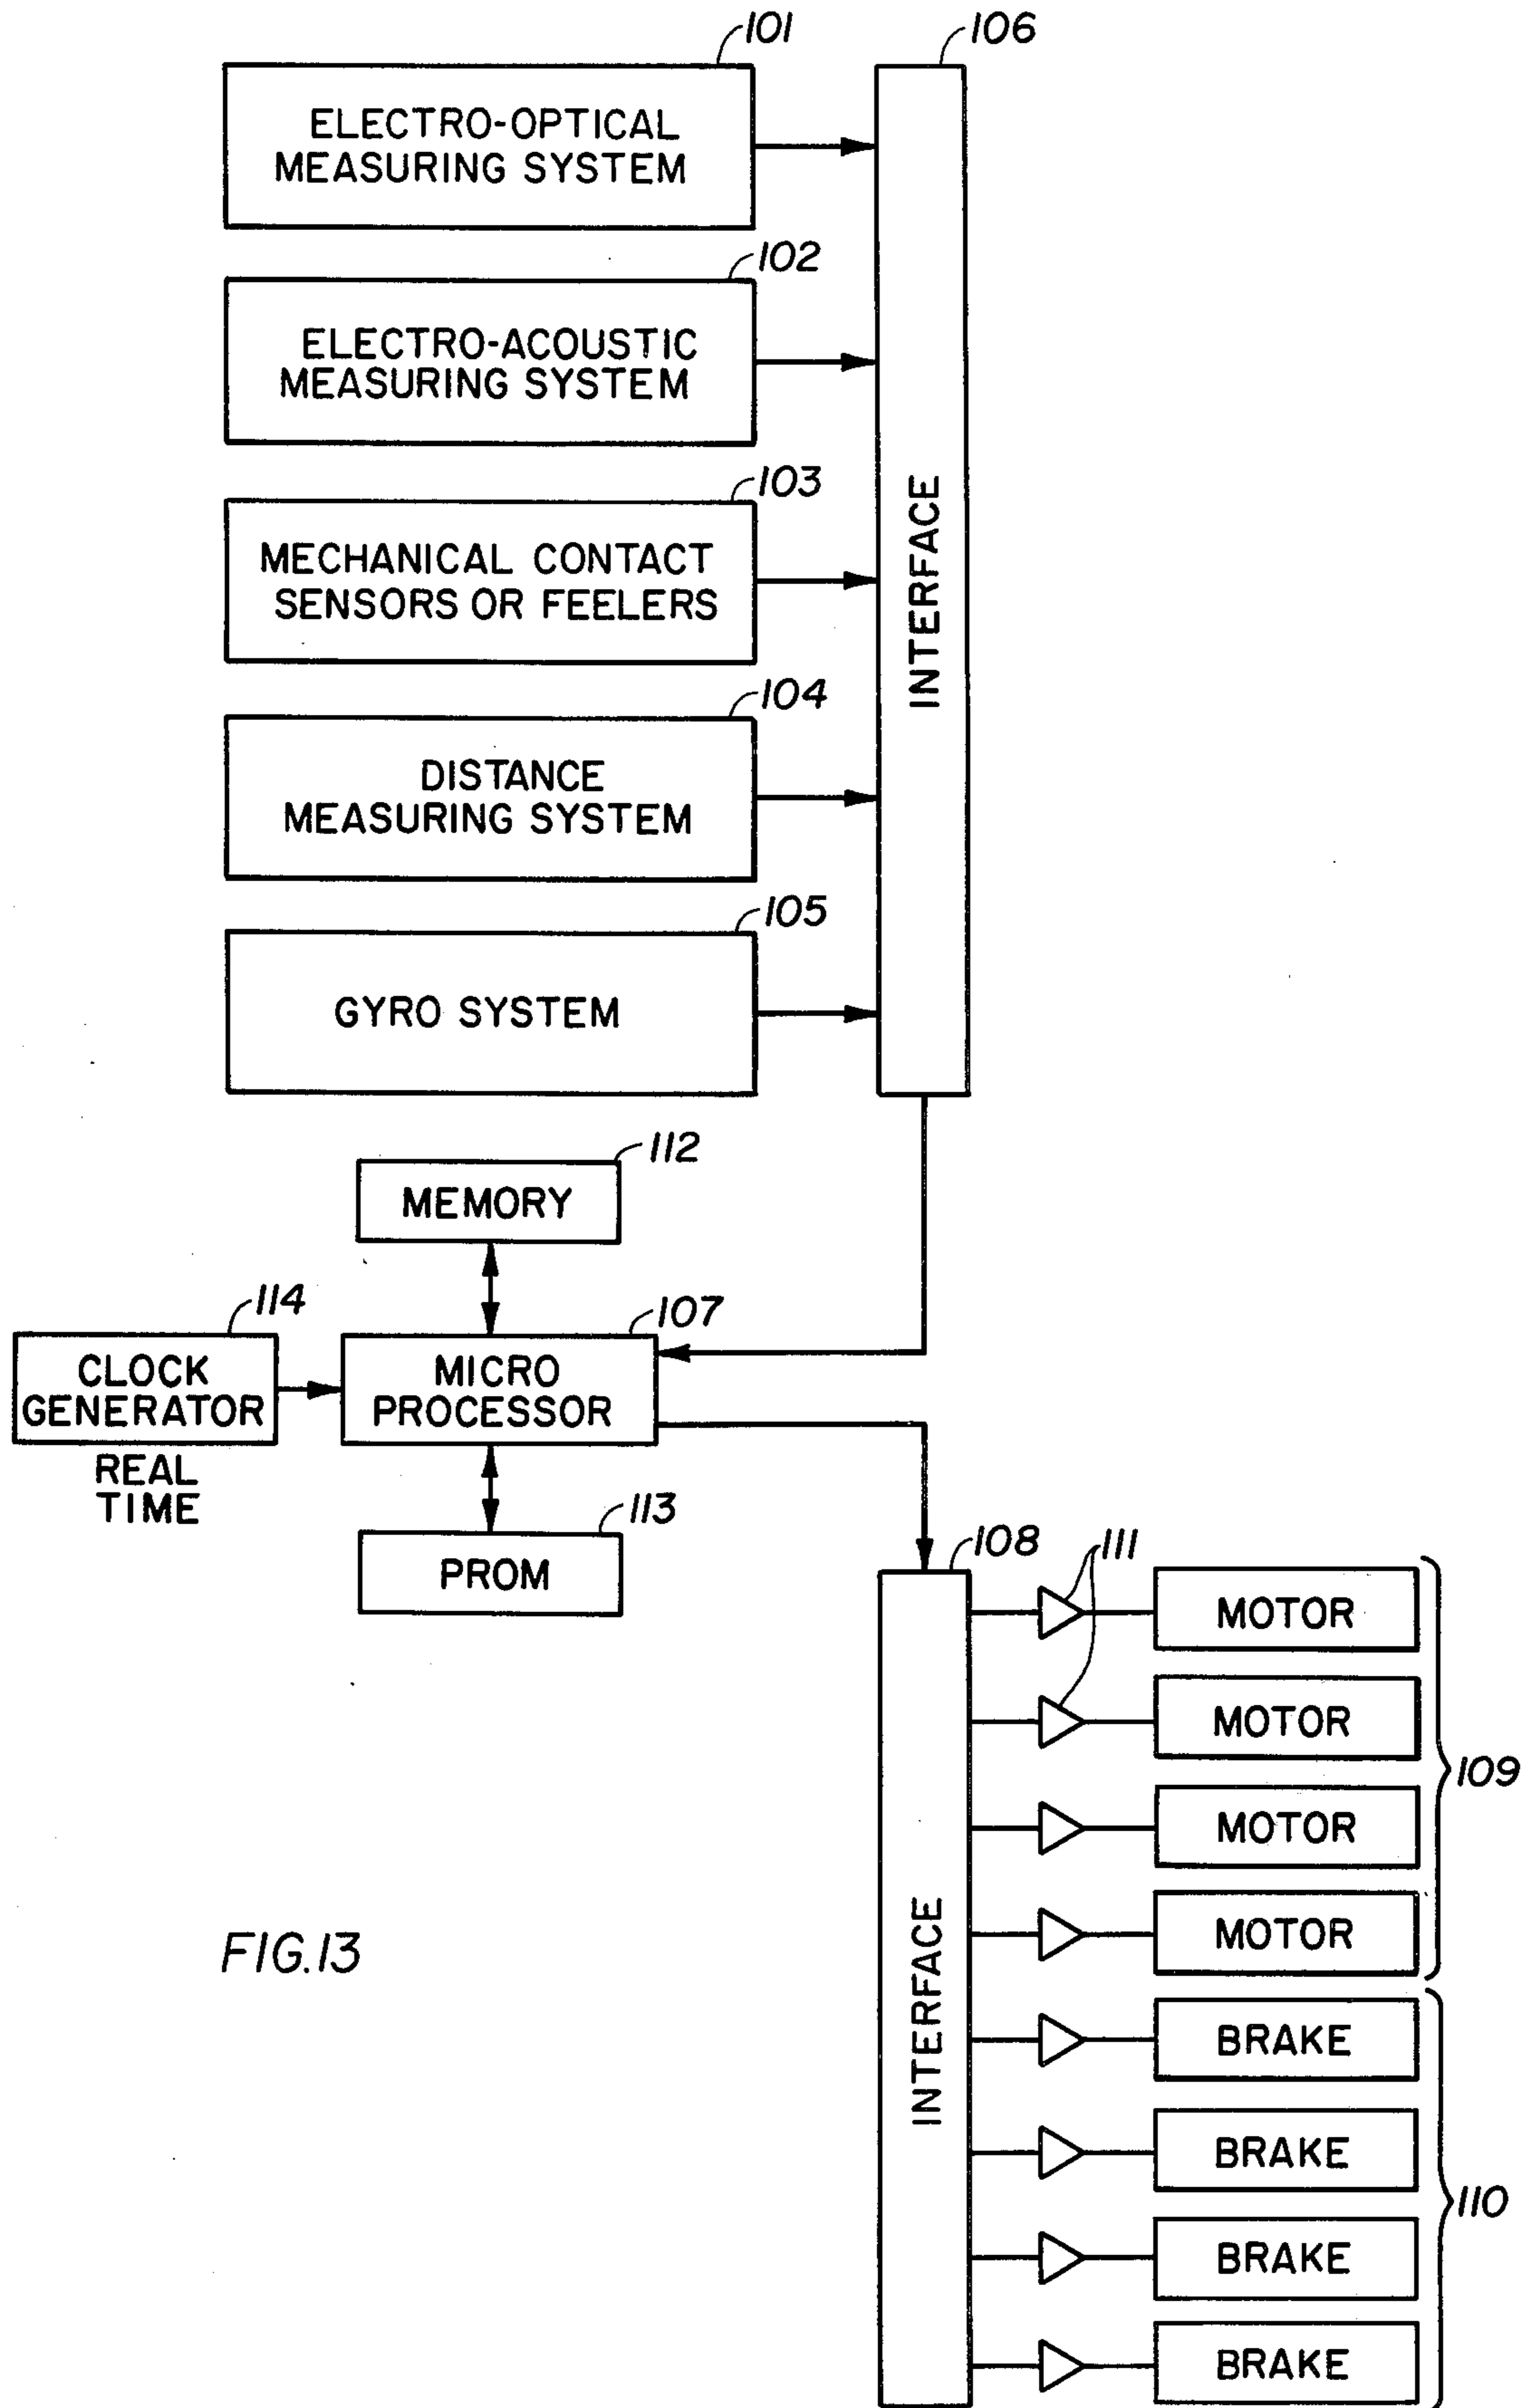 101
106
ELECTRO-OPTICAL
MEASURING SYSTEM
102
ELECTRO-ACOUSTIC
MEASURING SYSTEM
103
MECHANICAL CONTACT
SENSORS OR FEELERS
INTERFACE
104
DISTANCE
MEASURING SYSTEM
105
GYRO SYSTEM
112
MEMORY
114
107
CLOCK
GENERATOR
MICRO
PROCESSOR
REAL
TIME
113
PROM
108
111
MOTOR
MOTOR
109
MOTOR
MOTOR
INTERFACE
FIG.13
BRAKE
BRAKE
110
BRAKE
BRAKE